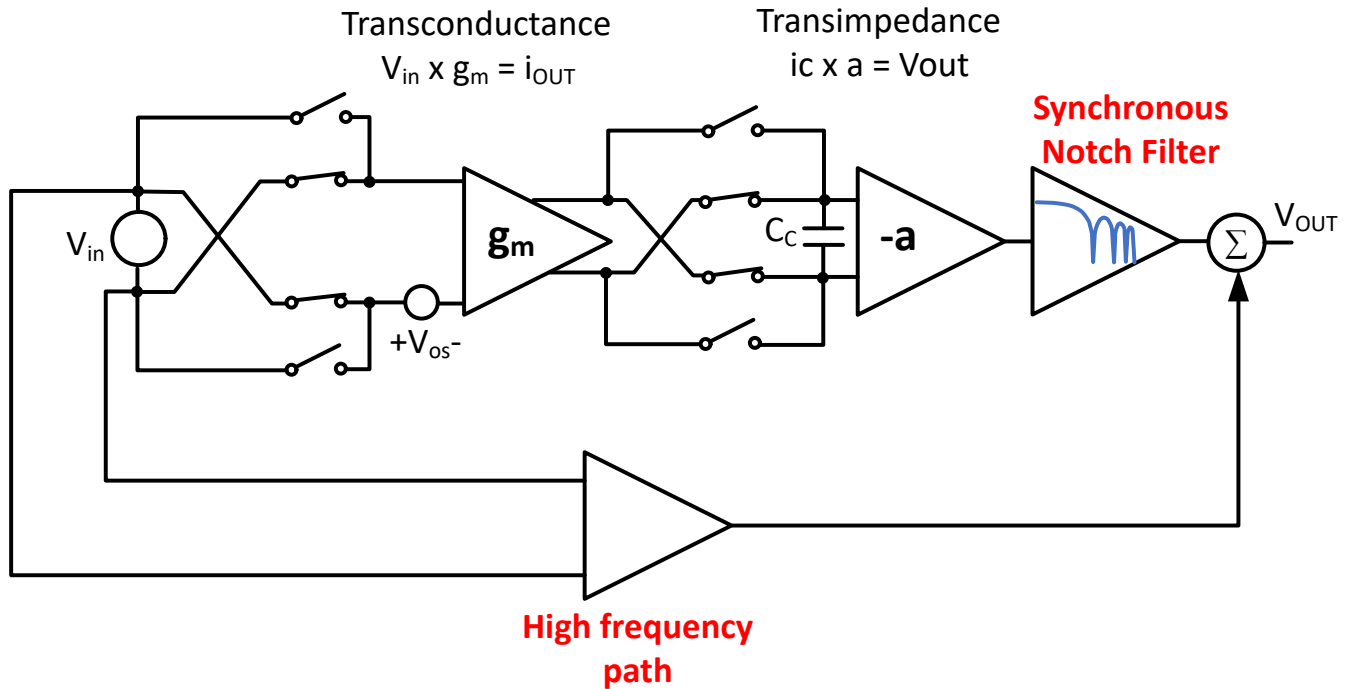 Transconductance
Vin x gm = iOUT
Transimpedance
ic x a = Vout
Synchronous
Notch Filter
Vin
+Vos-
gm
CC
-a
Σ
VOUT
High frequency
path